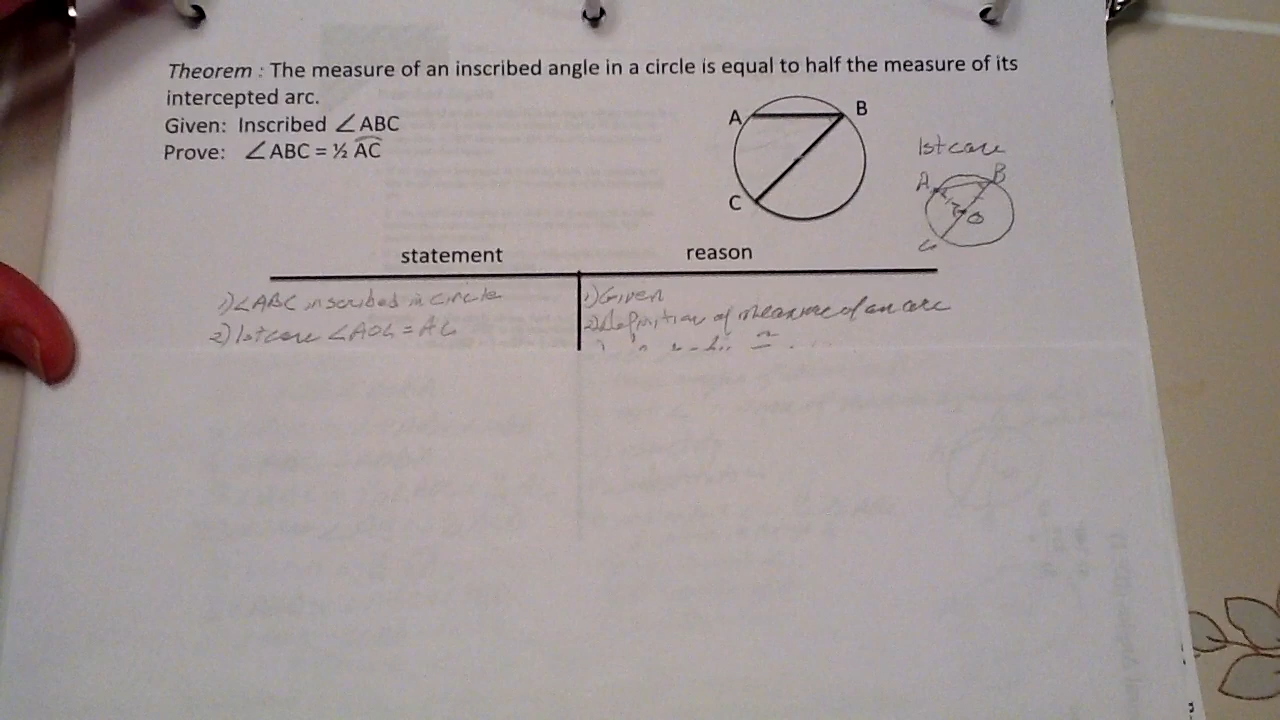 Theorem : The measure of an inscribed angle in a circle is equal to half the measure of its
intercepted arc.
Given: Inscribed ∠ABC
Prove: ∠ABC = ½ AC
A
B
C
1st case
A
B
O
C
statement
reason
1) ∠ABC inscribed in circle
1) Given
2) 1st case ∠AOC = AC
2) Definition of measure of an arc